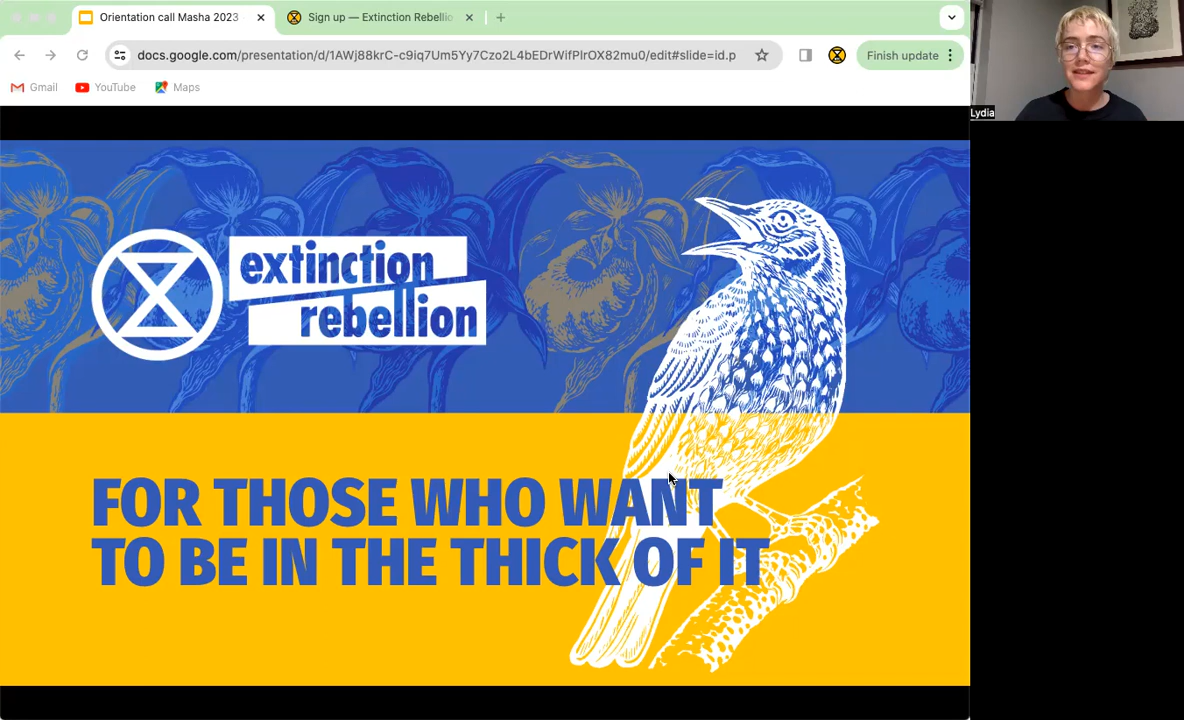 Orientation call Masha 2023
Sign up — Extinction Rebellio
docs.google.com/presentation/d/1AWj88krC-c9iq7Um5Yy7Czo2L4bEDrWifPlrOX82mu0/edit#slide=id.p
Finish update
Gmail
YouTube
Maps
Lydia
extinction
rebellion
FOR THOSE WHO WANT
TO BE IN THE THICK OF IT